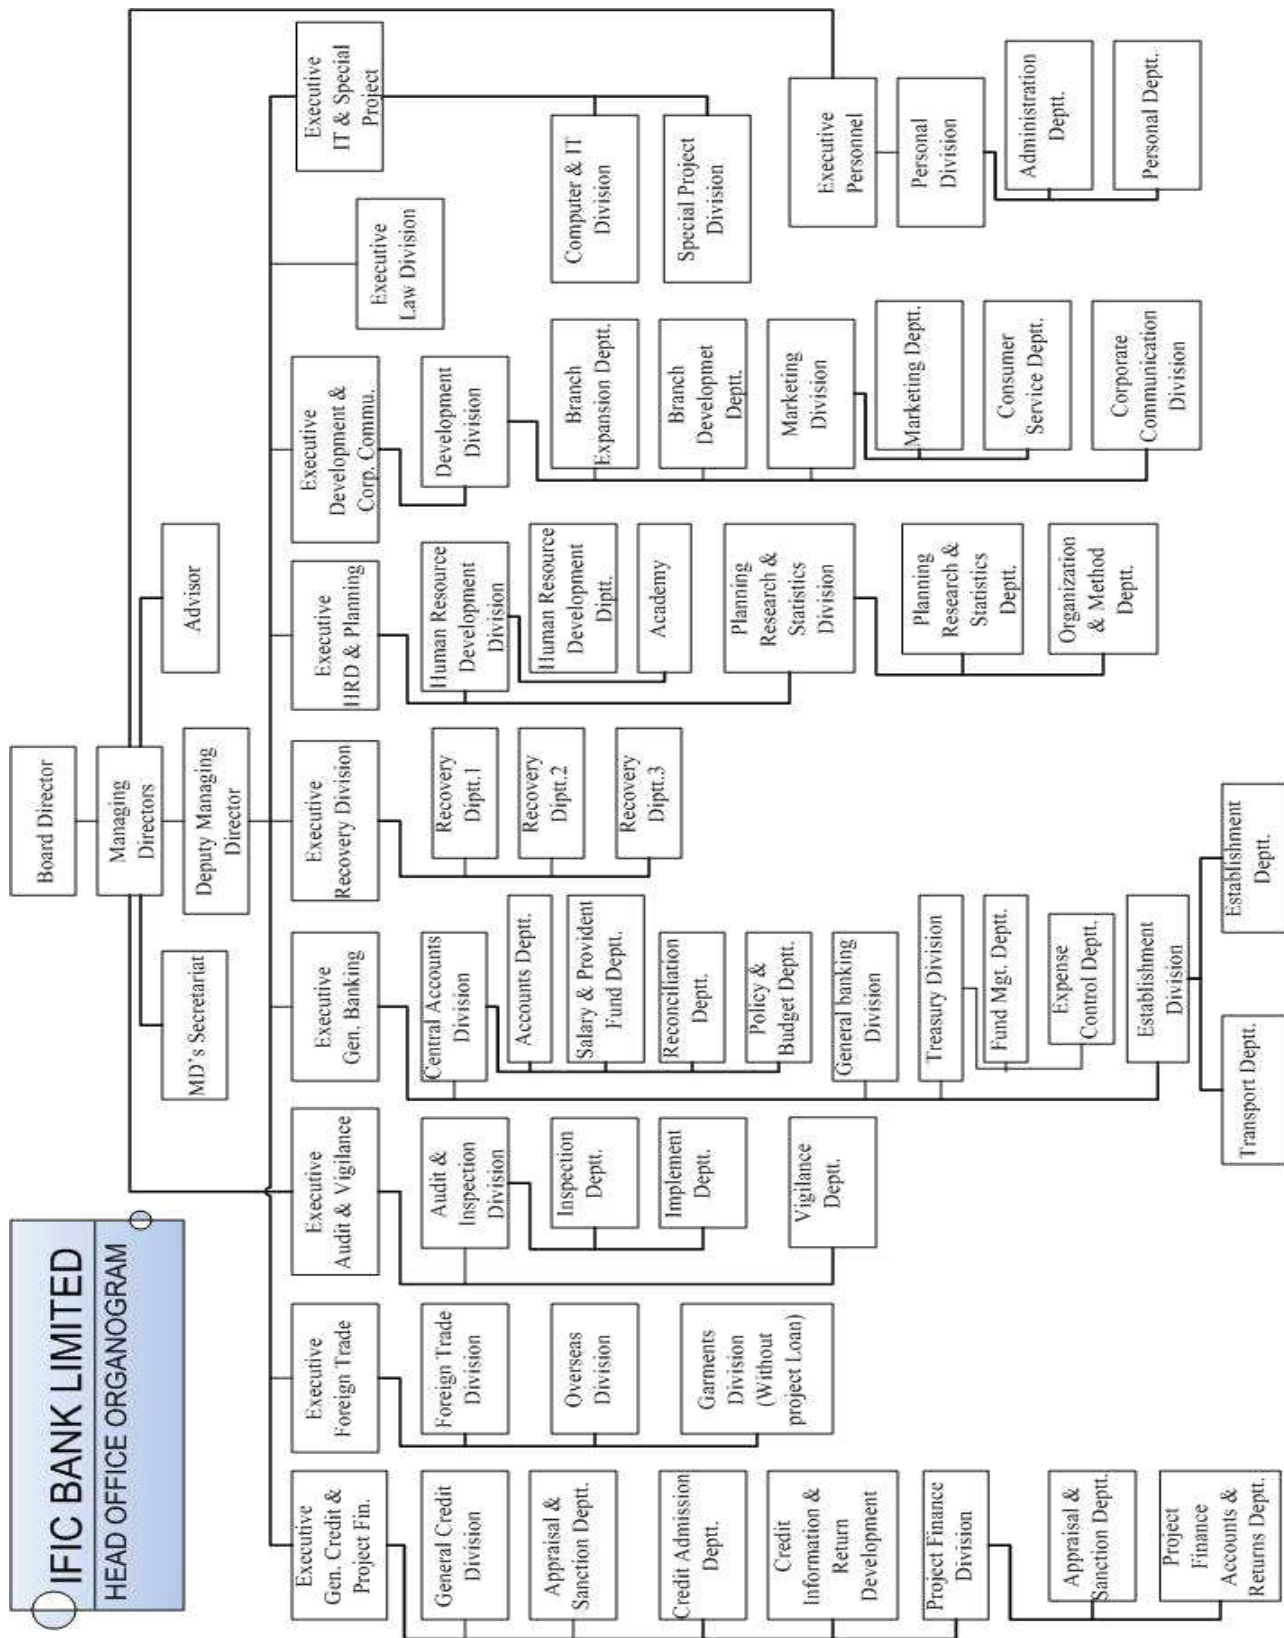 IFIC BANK LIMITED
HEAD OFFICE ORGANOGRAM
Board Director
Managing
Directors
MD's Secretariat
Advisor
Deputy Managing
Director
Executive
Gen. Credit &
Project Fin.
General Credit
Division
Appraisal &
Sanction Deptt.
Credit Admission
Deptt.
Credit
Information &
Return
Development
Project Finance
Division
Appraisal &
Sanction Deptt.
Project
Finance
Accounts &
Returns Dept.
Executive
Foreign Trade
Foreign Trade
Division
Overseas
Division
Garments
Division
(Without
project Loan)
Executive
Audit & Vigilance
Audit &
Inspection
Division
Inspection
Deptt.
Implement
Deptt.
Vigilance
Deptt.
Executive
Gen. Banking
Central Accounts
Division
Accounts Deptt.
Salary & Provident
Fund Deptt.
Reconciliation
Deptt.
Policy &
Budget Deptt.
General banking
Division
Treasury Division
Fund Mgt. Deptt.
Expense
Control Deptt.
Establishment
Division
Transport Deptt.
Establishment
Deptt.
Executive
Recovery Division
Recovery
Diptt.1
Recovery
Diptt.2
Recovery
Diptt.3
Executive
HRD & Planning
Human Resource
Development
Division
Human Resource
Development
Diptt.
Academy
Planning
Research &
Statistics
Division
Planning
Research &
Statistics
Deptt.
Organization
& Method
Deptt.
Executive
Development &
Corp. Commu.
Development
Division
Branch
Expansion Deptt.
Branch
Developmet
Deptt.
Marketing
Division
Marketing Deptt.
Consumer
Service Deptt.
Corporate
Communication
Division
Executive
Law Division
Executive
IT & Special
Project
Computer & IT
Division
Special Project
Division
Executive
Personnel
Personal
Division
Administration
Deptt.
Personal Deptt.